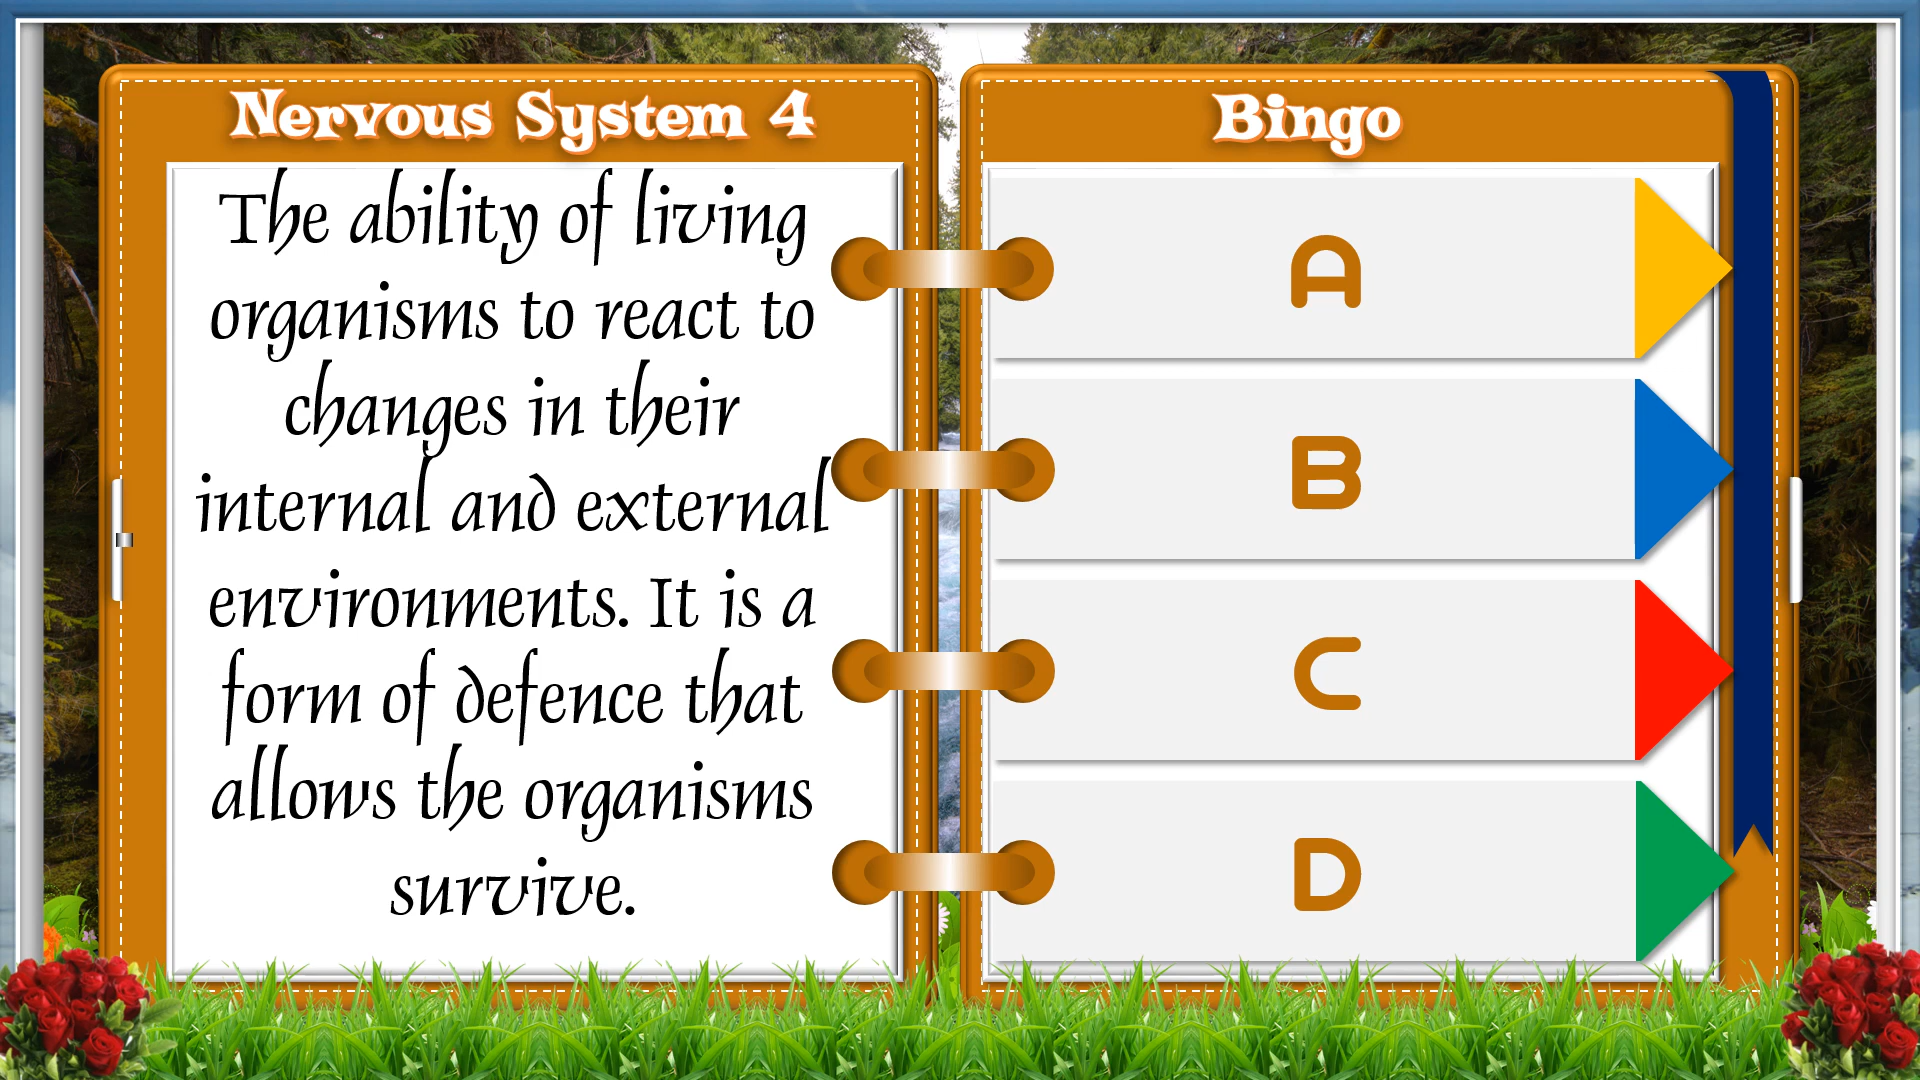 Nervous System 4
The ability of living
organisms to react to
changes in their
internal and external
environments. It is a
form of defence that
allows the organisms
survive.
Bingo
A
B
C
D